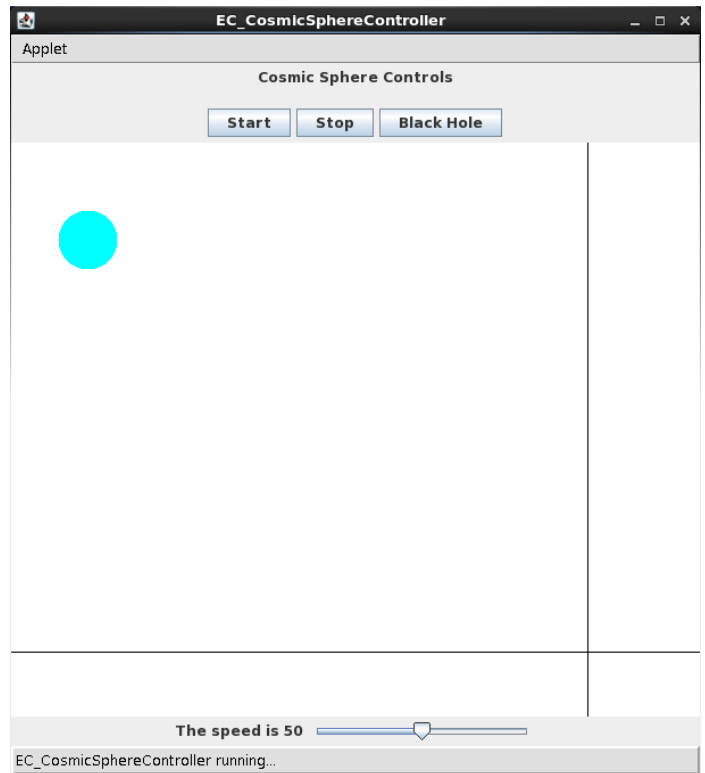 EC_CosmicSphereController
Applet
Cosmic Sphere Controls
Start Stop Black Hole
The speed is 50
EC_CosmicSphereController running...